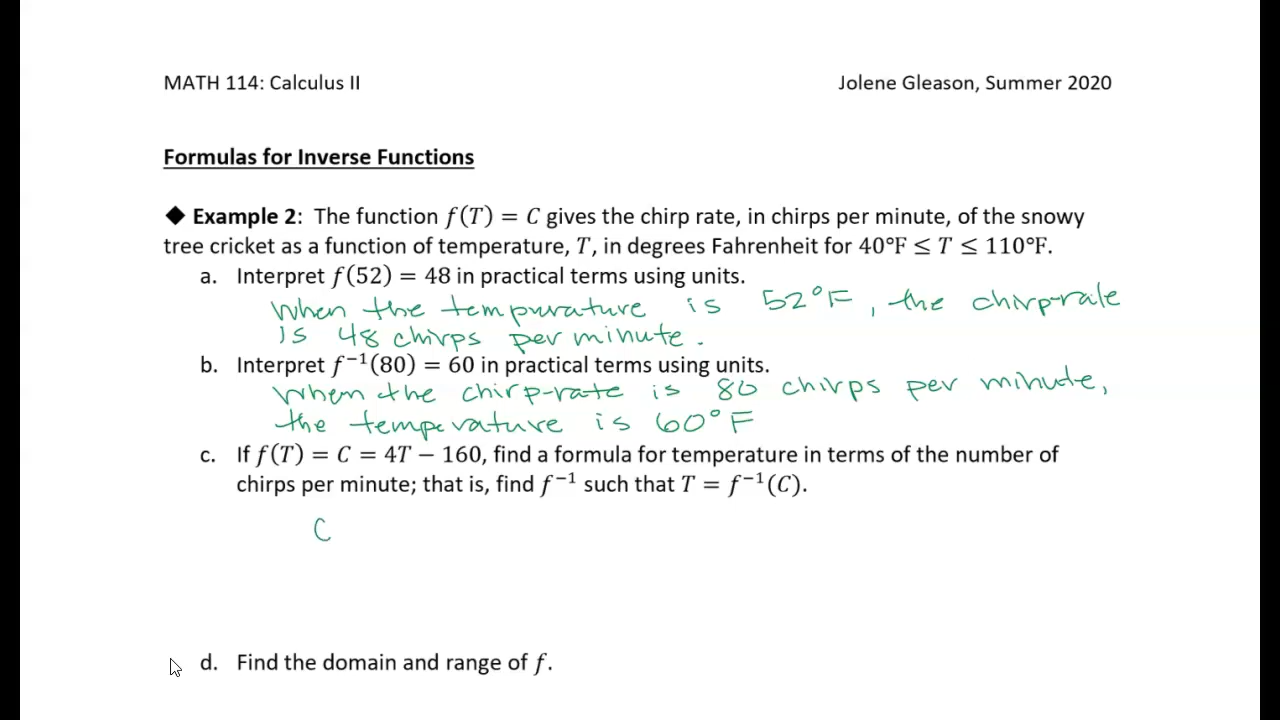 MATH 114: Calculus II
Jolene Gleason, Summer 2020
Formulas for Inverse Functions
◆ Example 2: The function f(T) = C gives the chirp rate, in chirps per minute, of the snowy
tree cricket as a function of temperature, T, in degrees Fahrenheit for 40°F ≤ T ≤ 110°F.
a. Interpret f(52) = 48 in practical terms using units.
When the temperature is 52°F, the chirp-rate
is 48 chirps per minute.
b. Interpret f⁻¹(80) = 60 in practical terms using units.
When the chirp-rate is 80 chirps per minute,
the temperature is 60°F
c. If f(T) = C = 4T − 160, find a formula for temperature in terms of the number of
chirps per minute; that is, find f⁻¹ such that T = f⁻¹(C).
C
d. Find the domain and range of f.